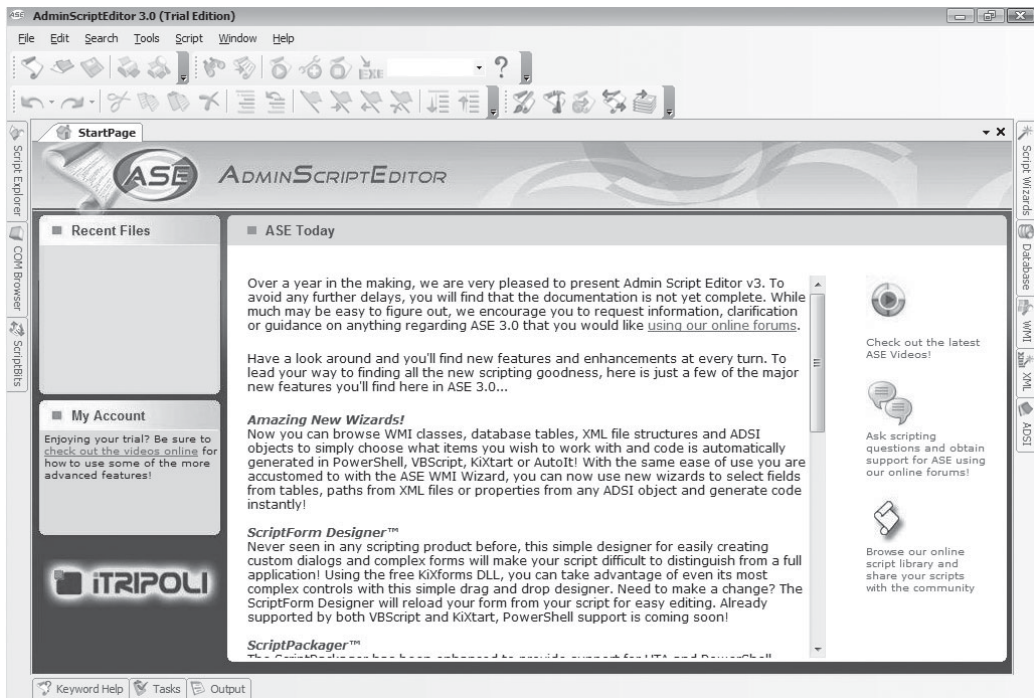 ASE AdminScriptEditor 3.0 (Trial Edition)
File Edit Search Tools Script Window Help
EXE
?
StartPage
Script Explorer
COM Browser
ScriptBits
ASE ADMINSCRIPTEDITOR
Recent Files
My Account
Enjoying your trial? Be sure to
check out the videos online for
how to use some of the more
advanced features!
iTRIPOLI
ASE Today
Over a year in the making, we are very pleased to present Admin Script Editor v3. To
avoid any further delays, you will find that the documentation is not yet complete. While
much may be easy to figure out, we encourage you to request information, clarification
or guidance on anything regarding ASE 3.0 that you would like using our online forums.
Have a look around and you'll find new features and enhancements at every turn. To
lead your way to finding all the new scripting goodness, here is just a few of the major
new features you'll find here in ASE 3.0...
Amazing New Wizards!
Now you can browse WMI classes, database tables, XML file structures and ADSI
objects to simply choose what items you wish to work with and code is automatically
generated in PowerShell, VBScript, KiXtart or AutoIt! With the same ease of use you are
accustomed to with the ASE WMI Wizard, you can now use new wizards to select fields
from tables, paths from XML files or properties from any ADSI object and generate code
instantly!
ScriptForm Designer™
Never seen in any scripting product before, this simple designer for easily creating
custom dialogs and complex forms will make your script difficult to distinguish from a full
application! Using the free KiXforms DLL, you can take advantage of even its most
complex controls with this simple drag and drop designer. Need to make a change? The
ScriptForm Designer will reload your form from your script for easy editing. Already
supported by both VBScript and KiXtart, PowerShell support is coming soon!
ScriptPackager™
The ScriptPackager has been enhanced to provide support for HTA and PowerShell
Check out the latest
ASE Videos!
Ask scripting
questions and obtain
support for ASE using
our online forums!
Browse our online
script library and
share your scripts
with the community
Script Wizards
Database
WMI
XML
ADSI
Keyword Help Tasks Output